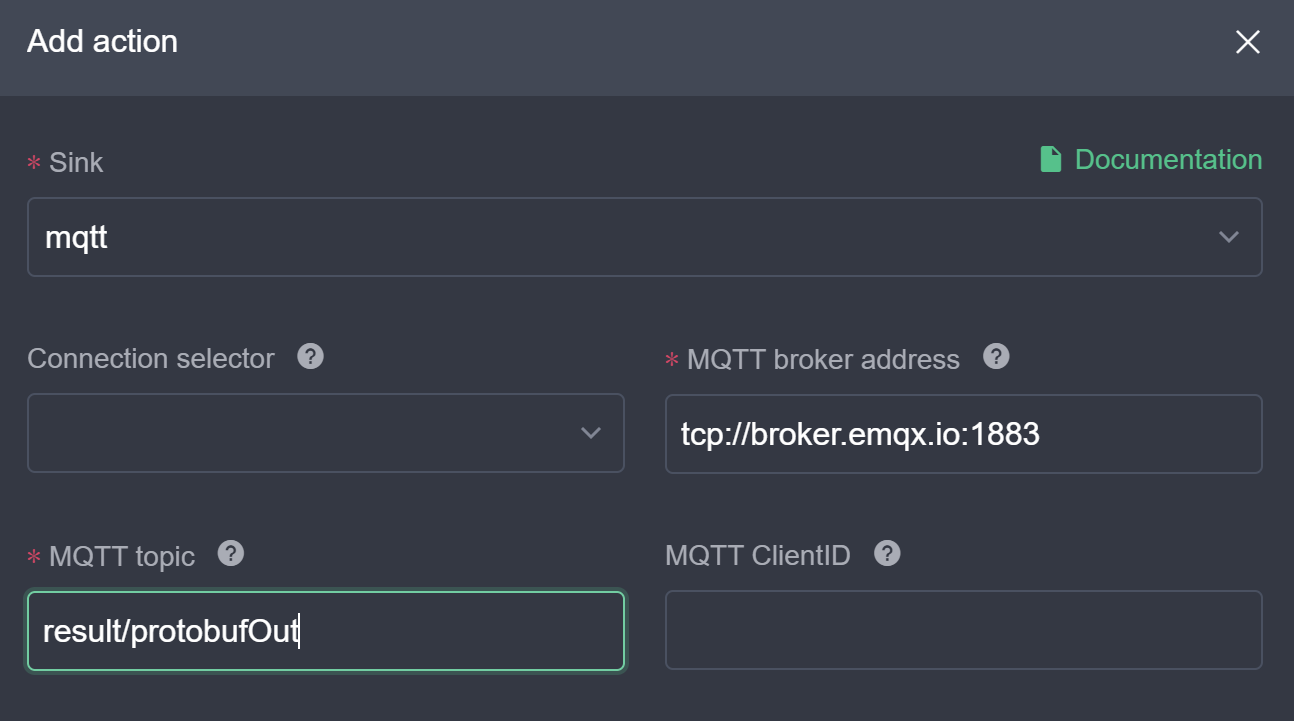 Add action
* Sink
Documentation
mqtt
Connection selector ?
* MQTT broker address ?
tcp://broker.emqx.io:1883
* MQTT topic ?
MQTT ClientID ?
result/protobufOut